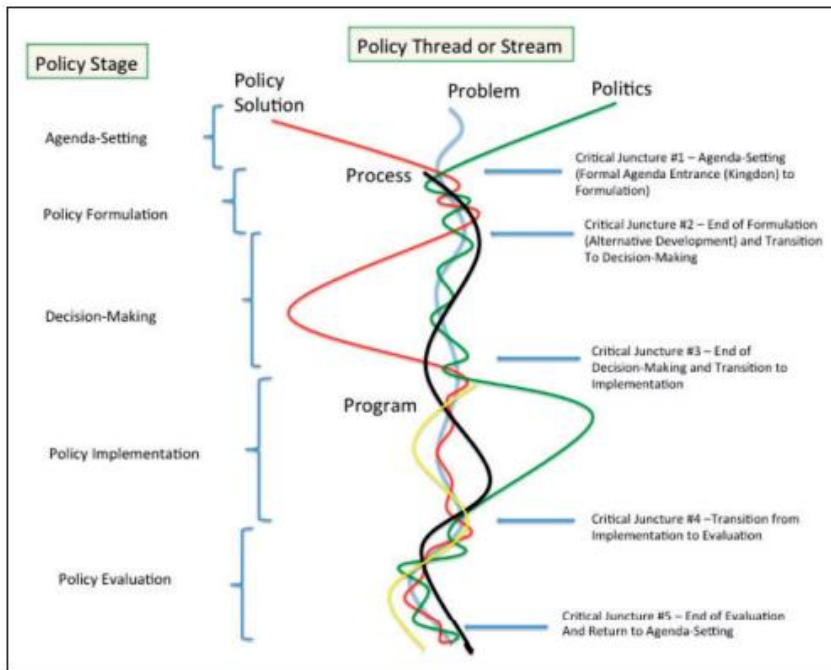 Policy Thread or Stream
Policy Stage
Policy
Solution
Problem
Politics
Agenda-Setting
Process
Critical Juncture #1 – Agenda-Setting
(Formal Agenda Entrance (Kingdon) to
Formulation)
Policy Formulation
Critical Juncture #2 – End of Formulation
(Alternative Development) and Transition
To Decision-Making
Decision-Making
Critical Juncture #3 – End of
Decision-Making and Transition to
Implementation
Program
Policy Implementation
Critical Juncture #4 –Transition from
Implementation to Evaluation
Policy Evaluation
Critical Juncture #5 – End of Evaluation
And Return to Agenda-Setting